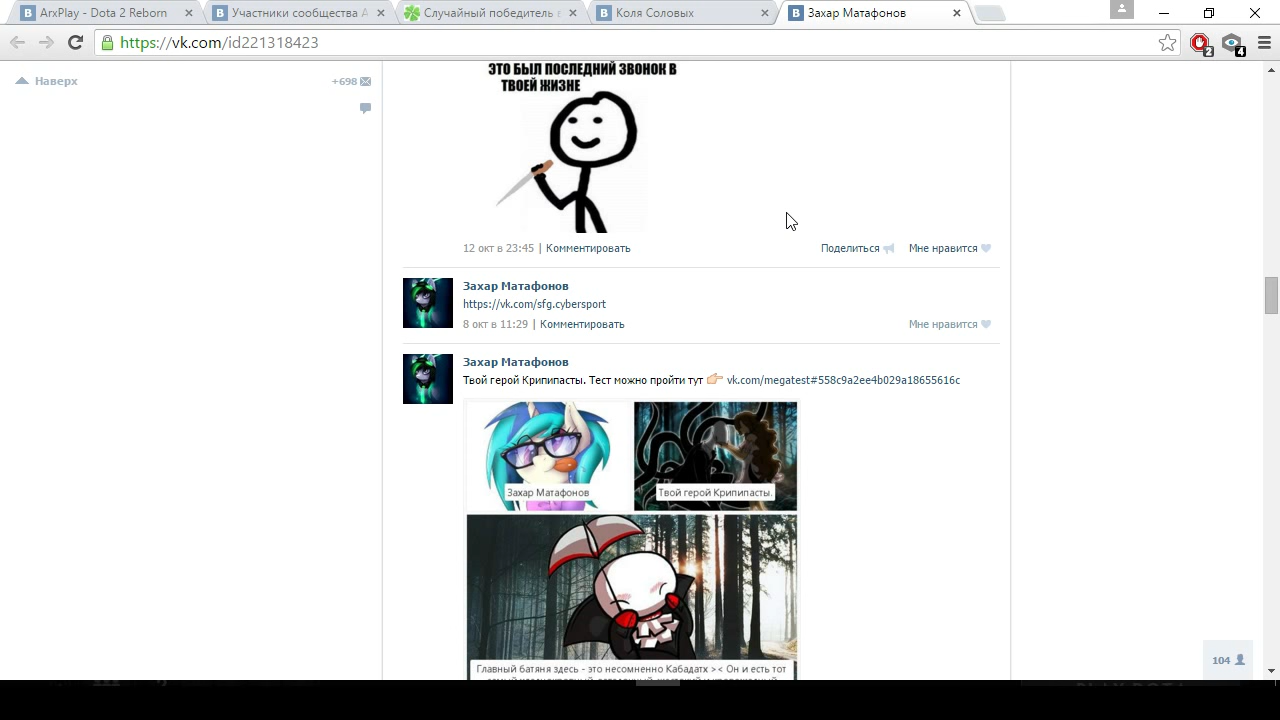 ArxPlay - Dota 2 Reborn
Участники сообщества
Случайный победитель
Коля Соловых
Захар Матафонов
https://vk.com/id221318423
2
4
Наверх
+698
ЭТО БЫЛ ПОСЛЕДНИЙ ЗВОНОК В
ТВОЕЙ ЖИЗНЕ
12 окт в 23:45 | Комментировать
Поделиться
Мне нравится
Захар Матафонов
https://vk.com/sfg.cybersport
8 окт в 11:29 | Комментировать
Мне нравится
Захар Матафонов
Твой герой Крипипасты. Тест можно пройти тут 👉 vk.com/megatest#558c9a2ee4b029a18655616c
Захар Матафонов
Твой герой Крипипасты.
Главный батяня здесь - это несомненно Кабадатх >< Он и есть тот
104